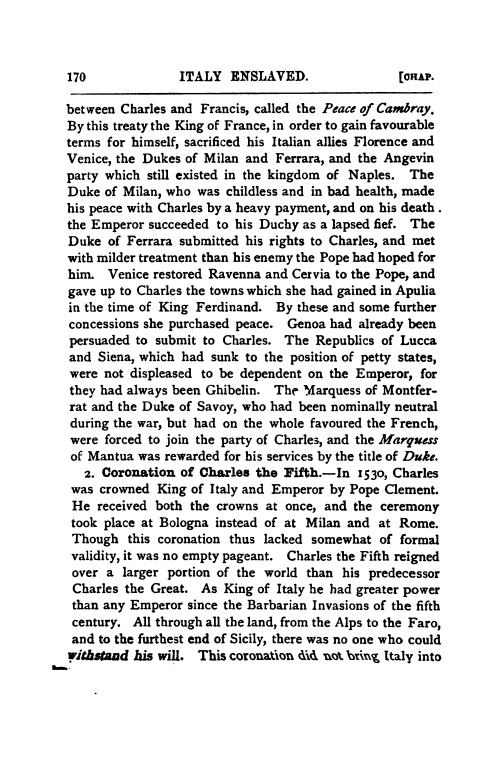 170 ITALY ENSLAVED. [CHAP.
between Charles and Francis, called the Peace of Cambray.
By this treaty the King of France, in order to gain favourable
terms for himself, sacrificed his Italian allies Florence and
Venice, the Dukes of Milan and Ferrara, and the Angevin
party which still existed in the kingdom of Naples. The
Duke of Milan, who was childless and in bad health, made
his peace with Charles by a heavy payment, and on his death .
the Emperor succeeded to his Duchy as a lapsed fief. The
Duke of Ferrara submitted his rights to Charles, and met
with milder treatment than his enemy the Pope had hoped for
him. Venice restored Ravenna and Cervia to the Pope, and
gave up to Charles the towns which she had gained in Apulia
in the time of King Ferdinand. By these and some further
concessions she purchased peace. Genoa had already been
persuaded to submit to Charles. The Republics of Lucca
and Siena, which had sunk to the position of petty states,
were not displeased to be dependent on the Emperor, for
they had always been Ghibelin. The Marquess of Montfer-
rat and the Duke of Savoy, who had been nominally neutral
during the war, but had on the whole favoured the French,
were forced to join the party of Charles, and the Marquess
of Mantua was rewarded for his services by the title of Duke.
2. Coronation of Charles the Fifth.—In 1530, Charles
was crowned King of Italy and Emperor by Pope Clement.
He received both the crowns at once, and the ceremony
took place at Bologna instead of at Milan and at Rome.
Though this coronation thus lacked somewhat of formal
validity, it was no empty pageant. Charles the Fifth reigned
over a larger portion of the world than his predecessor
Charles the Great. As King of Italy he had greater power
than any Emperor since the Barbarian Invasions of the fifth
century. All through all the land, from the Alps to the Faro,
and to the furthest end of Sicily, there was no one who could
withstand his will. This coronation did not bring Italy into